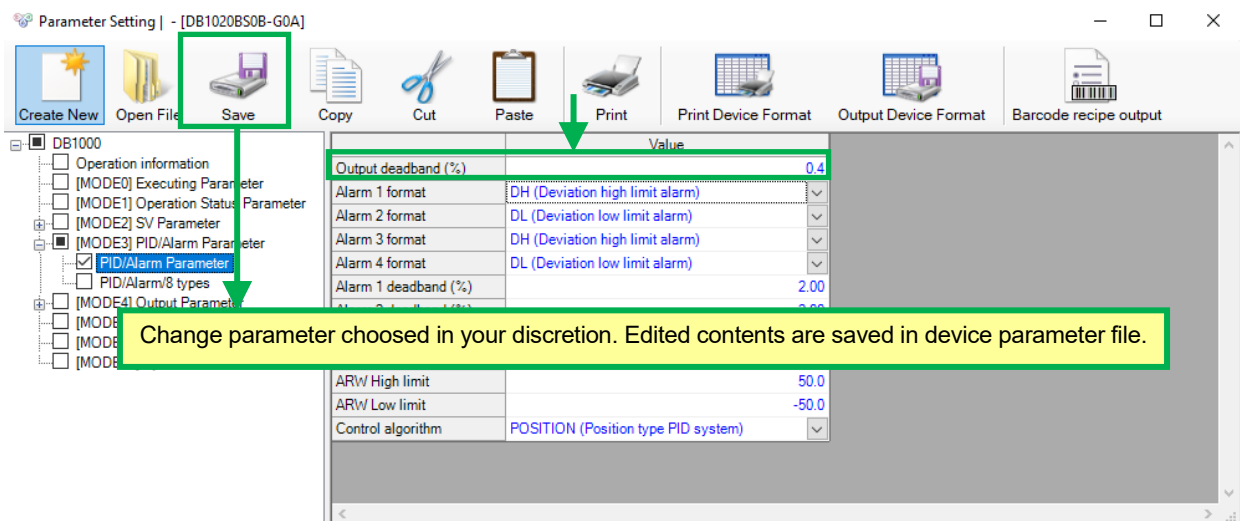 Parameter Setting | - [DB1020BS0B-G0A]
Create New Open File Save Copy Cut Paste Print Print Device Format Output Device Format Barcode recipe output
DB1000
Operation information
[MODE0] Executing Parameter
[MODE1] Operation Status Parameter
[MODE2] SV Parameter
[MODE3] PID/Alarm Parameter
PID/Alarm Parameter
PID/Alarm/8 types
[MODE4] Output Parameter
[MODE
[MODE
[MODE
Value
Output deadband (%) 0.4
Alarm 1 format DH (Deviation high limit alarm)
Alarm 2 format DL (Deviation low limit alarm)
Alarm 3 format DH (Deviation high limit alarm)
Alarm 4 format DL (Deviation low limit alarm)
Alarm 1 deadband (%) 2.00
Change parameter choosed in your discretion. Edited contents are saved in device parameter file.
ARW High limit 50.0
ARW Low limit -50.0
Control algorithm POSITION (Position type PID system)